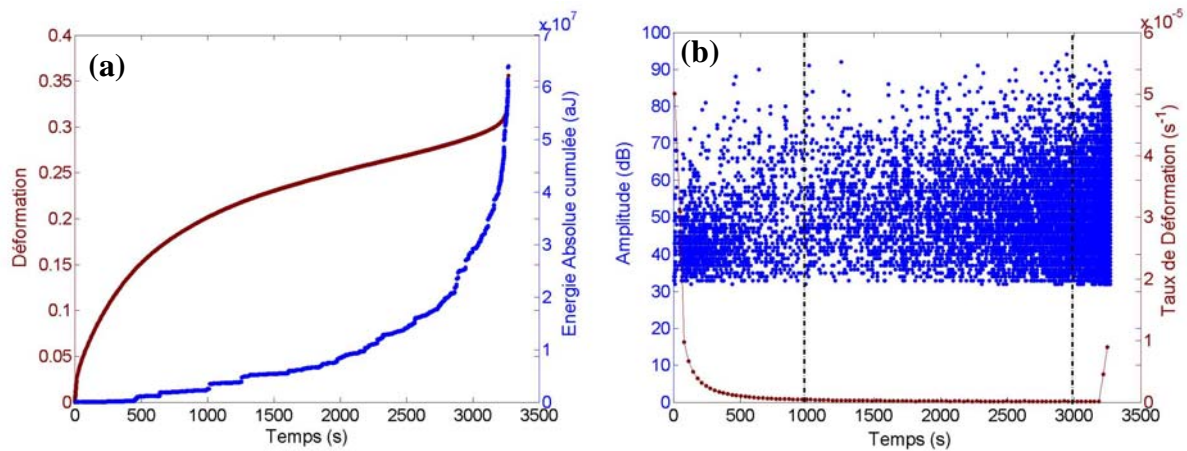 (a)
x 10^7
0.4
0.35
0.3
0.25
0.2
0.15
0.1
0.05
0
Déformation
7
6
5
4
3
2
1
0
Energie Absolue cumulée (aJ)
0 500 1000 1500 2000 2500 3000 3500
Temps (s)
(b)
x 10^-5
100
90
80
70
60
50
40
30
20
10
0
Amplitude (dB)
6
5
4
3
2
1
0
Taux de Déformation (s^-1)
0 500 1000 1500 2000 2500 3000 3500
Temps (s)